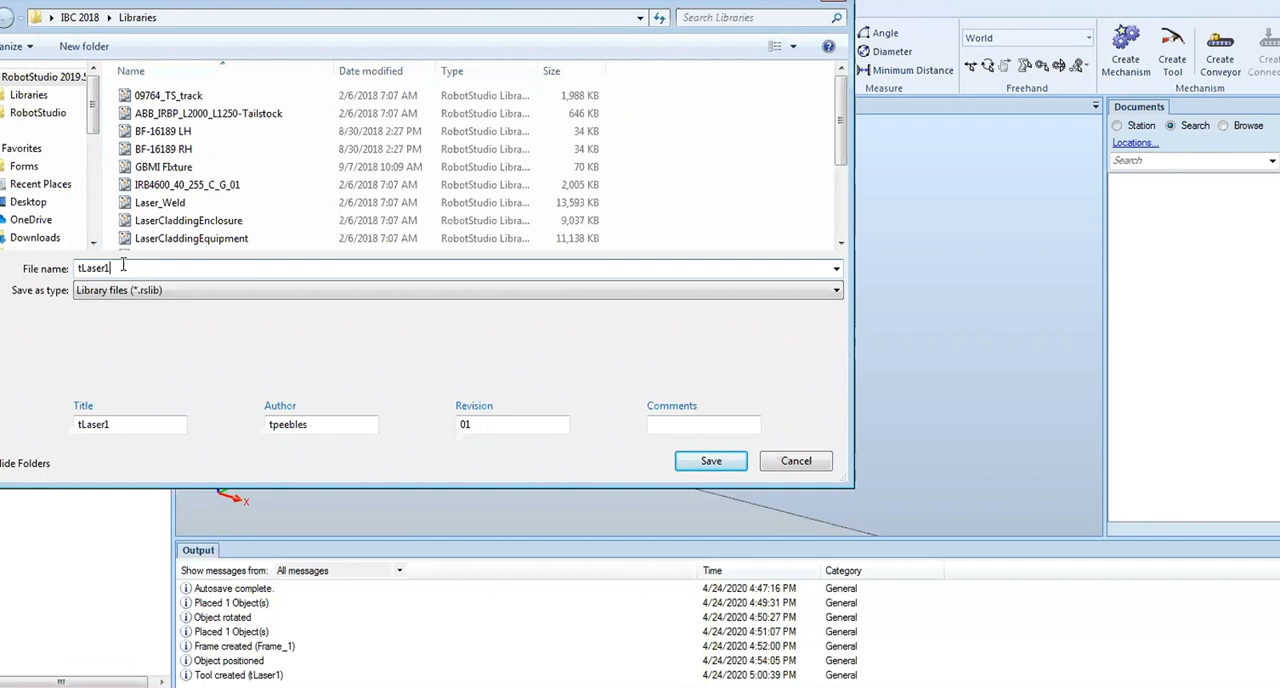 IBC 2018 Libraries Search Libraries
anize New folder
RobotStudio 2019.5
Libraries
RobotStudio
Favorites
Forms
Recent Places
Desktop
OneDrive
Downloads
Name Date modified Type Size
09764_TS_track 2/6/2018 7:07 AM RobotStudio Libra... 1,988 KB
ABB_IRBP_L2000_L1250-Tailstock 2/6/2018 7:07 AM RobotStudio Libra... 646 KB
BF-16189 LH 8/30/2018 2:27 PM RobotStudio Libra... 34 KB
BF-16189 RH 8/30/2018 2:27 PM RobotStudio Libra... 34 KB
GBMI FIxture 9/7/2018 10:09 AM RobotStudio Libra... 70 KB
IRB4600_40_255_C_G_01 2/6/2018 7:07 AM RobotStudio Libra... 2,005 KB
Laser_Weld 2/6/2018 7:07 AM RobotStudio Libra... 13,593 KB
LaserCladdingEnclosure 2/6/2018 7:07 AM RobotStudio Libra... 9,037 KB
LaserCladdingEquipment 2/6/2018 7:07 AM RobotStudio Libra... 11,138 KB
File name: tLaser1
Save as type: Library files (*.rslib)
Title Author Revision Comments
tLaser1 tpeebles 01
lide Folders Save Cancel
Angle
Diameter
Minimum Distance
Measure
World
Freehand
Create Mechanism
Create Tool
Create Conveyor
Crea
Connec
Mechanism
Documents
Station Search Browse
Locations...
Search
X
Output
Show messages from: All messages Time Category
Autosave complete. 4/24/2020 4:47:16 PM General
Placed 1 Object(s) 4/24/2020 4:49:31 PM General
Object rotated 4/24/2020 4:50:27 PM General
Placed 1 Object(s) 4/24/2020 4:51:07 PM General
Frame created (Frame_1) 4/24/2020 4:52:00 PM General
Object positioned 4/24/2020 4:54:05 PM General
Tool created (tLaser1) 4/24/2020 5:00:39 PM General